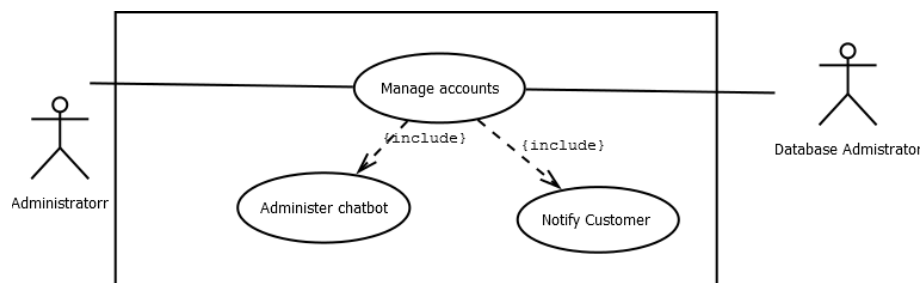 Manage accounts
{include}
{include}
Database Admistrator
Administratorr
Administer chatbot
Notify Customer